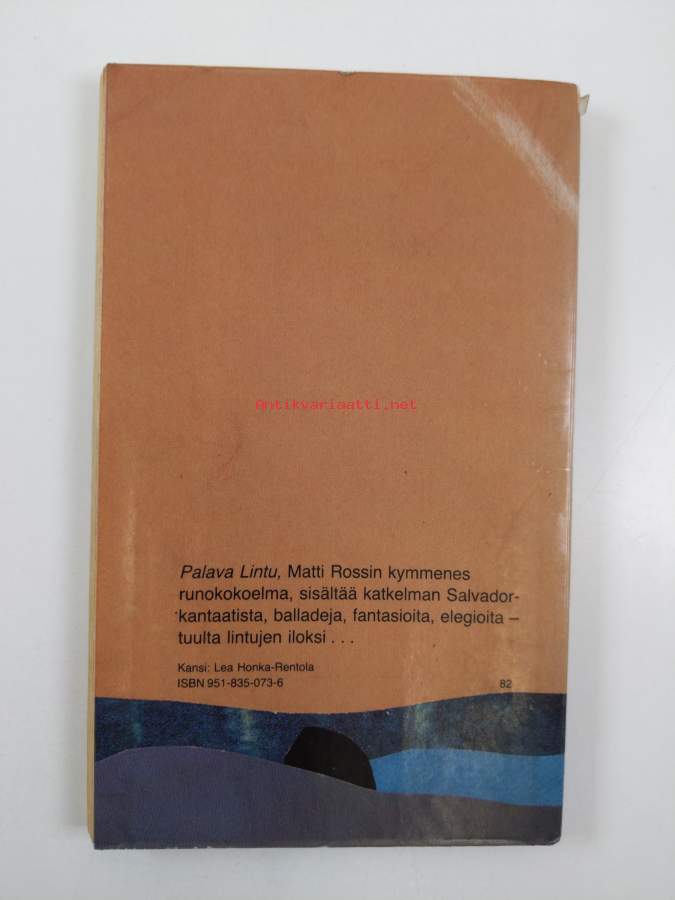 Antikvariaatti.net
Palava Lintu, Matti Rossin kymmenes
runokokoelma, sisältää katkelman Salvador-
kantaatista, balladeja, fantasioita, elegioita –
tuulta lintujen iloksi . . .
Kansi: Lea Honka-Rentola
ISBN 951-835-073-6
82